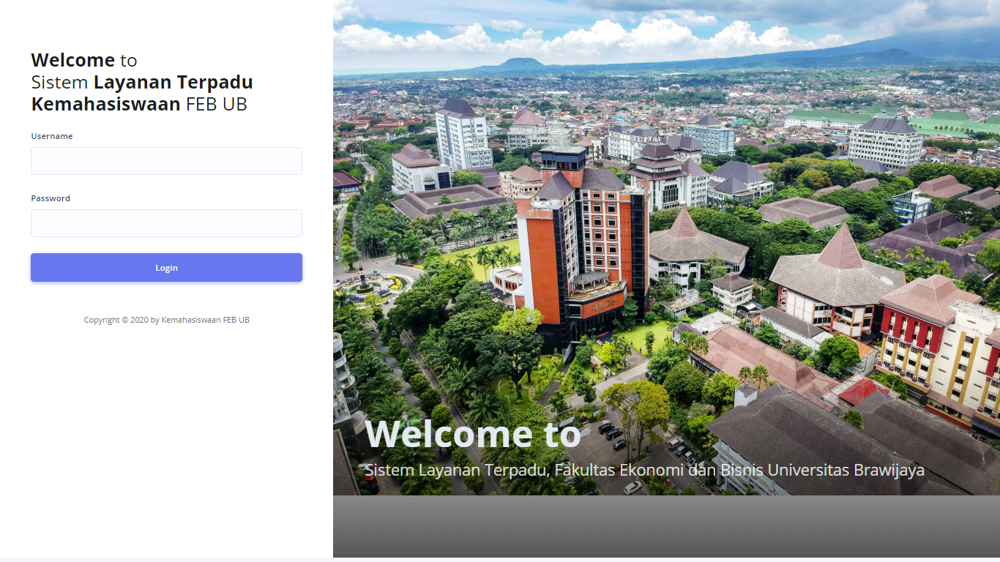 Welcome to
Sistem Layanan Terpadu
Kemahasiswaan FEB UB
Username
Password
Login
Copyright © 2020 by Kemahasiswaan FEB UB
Welcome to
Sistem Layanan Terpadu, Fakultas Ekonomi dan Bisnis Universitas Brawijaya